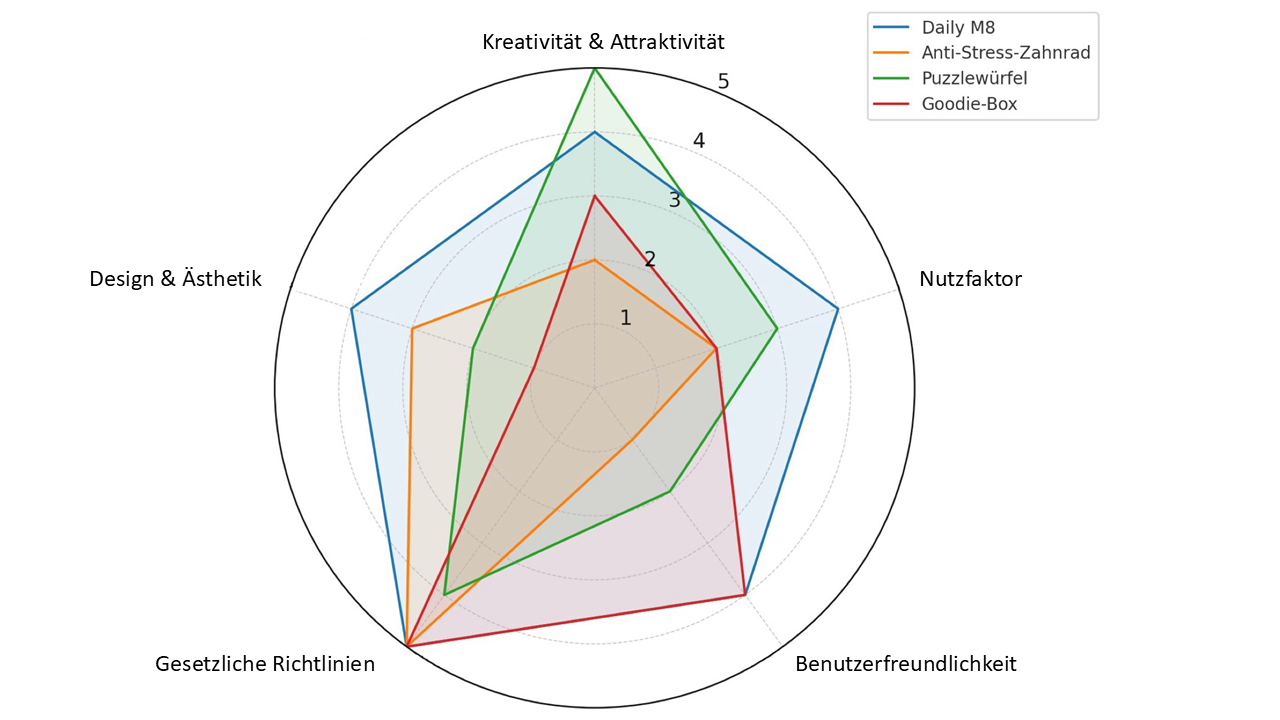 Kreativität & Attraktivität
Daily M8
Anti-Stress-Zahnrad
Puzzlewürfel
Goodie-Box
5
4
3
2
1
Design & Ästhetik
Nutzfaktor
Gesetzliche Richtlinien
Benutzerfreundlichkeit